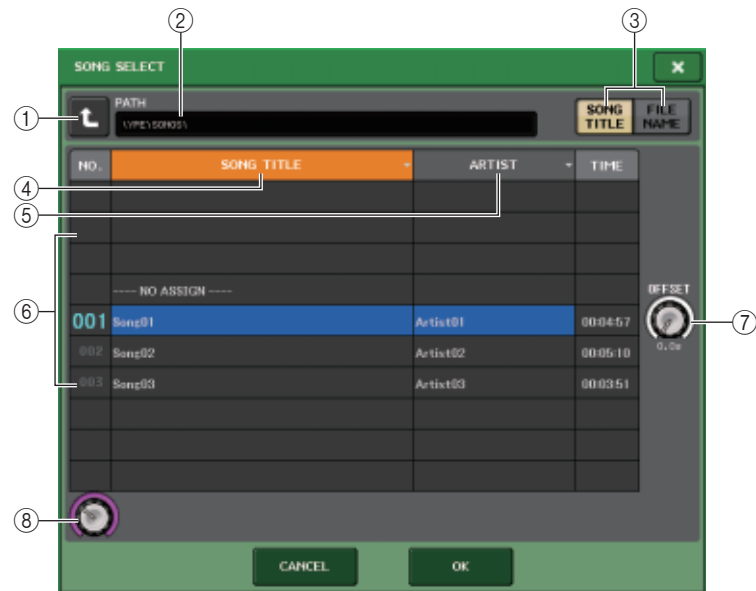 ② ③
SONG SELECT
①
PATH
\YPE\SONGS\
SONG TITLE
FILE NAME
NO. SONG TITLE ARTIST TIME
④
⑤
⑥
---- NO ASSIGN ----
OFFSET
001 Song01 Artist01 00:04:57
⑦
0.0s
002 Song02 Artist02 00:05:10
003 Song03 Artist03 00:03:51
⑧
CANCEL OK